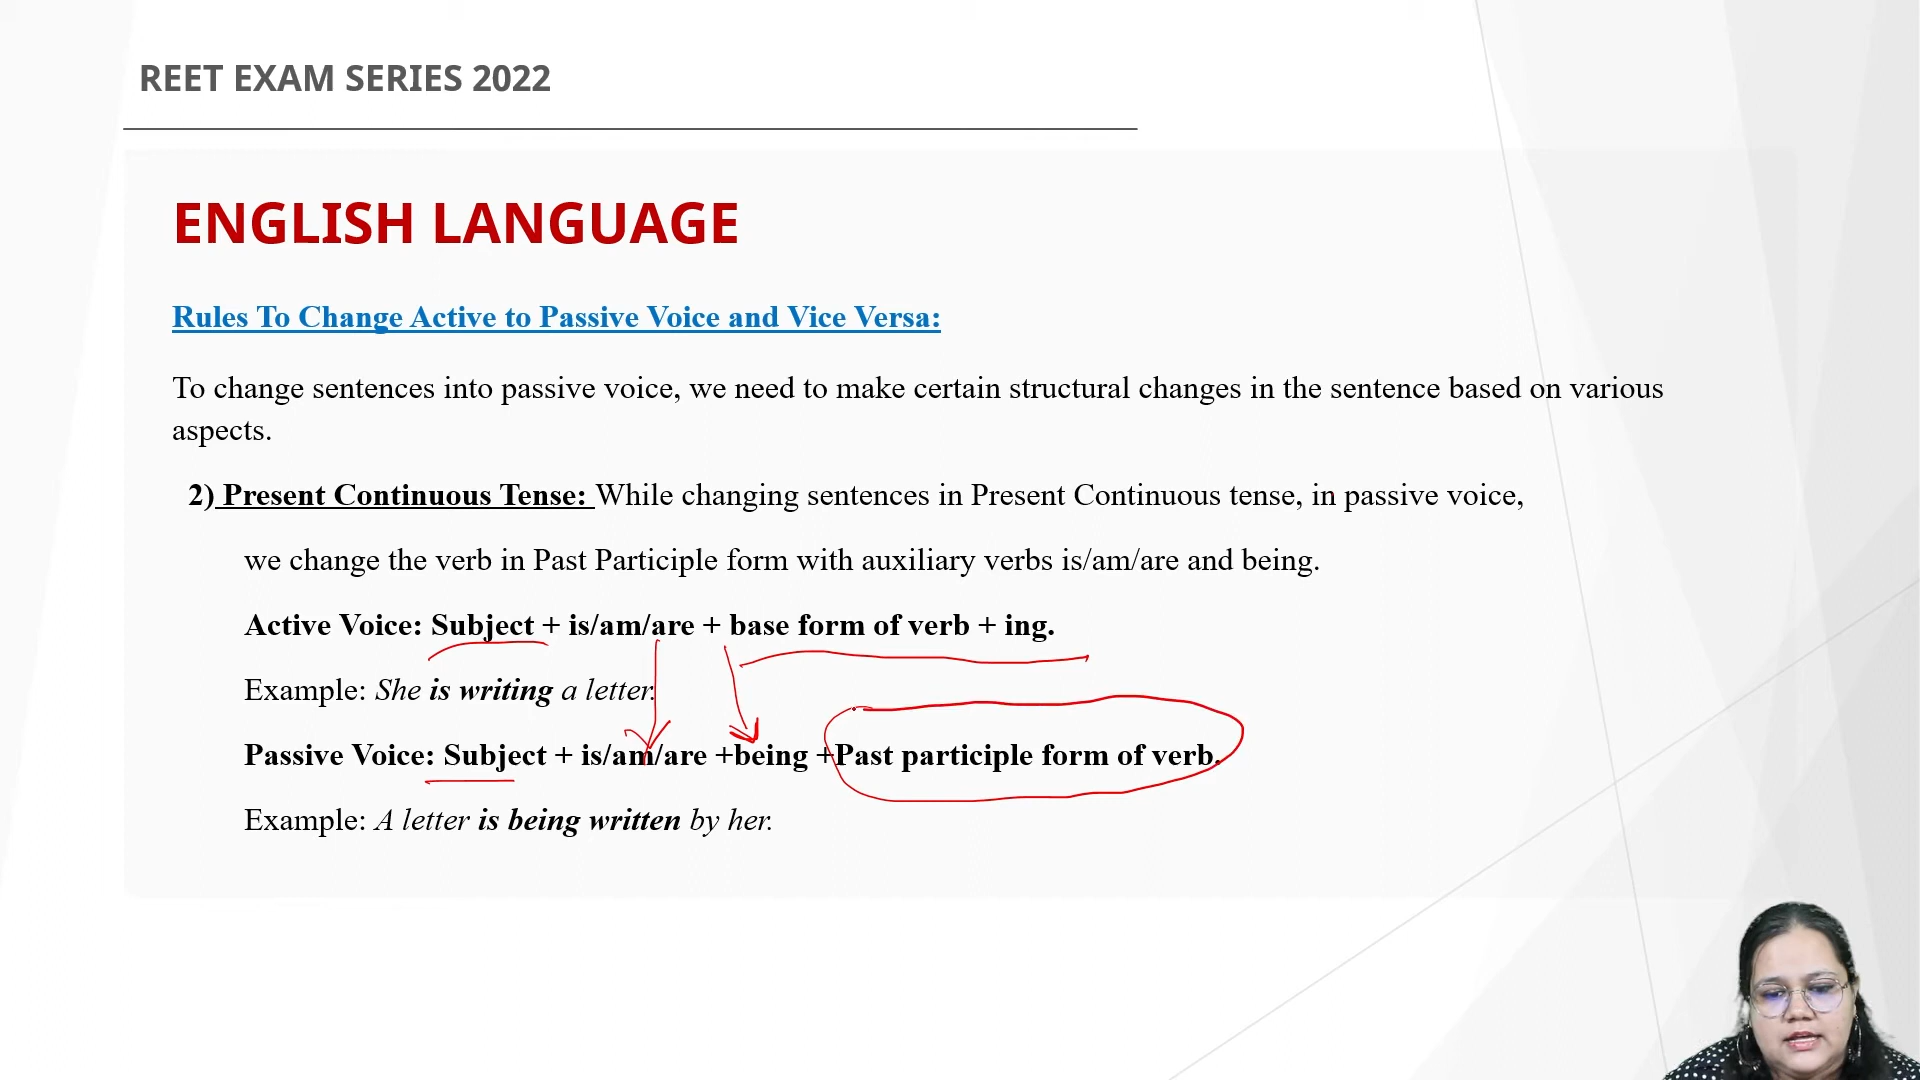 REET EXAM SERIES 2022
ENGLISH LANGUAGE
Rules To Change Active to Passive Voice and Vice Versa:
To change sentences into passive voice, we need to make certain structural changes in the sentence based on various
aspects.
2) Present Continuous Tense: While changing sentences in Present Continuous tense, in passive voice,
we change the verb in Past Participle form with auxiliary verbs is/am/are and being.
Active Voice: Subject + is/am/are + base form of verb + ing.
Example: She is writing a letter.
Passive Voice: Subject + is/am/are +being +Past participle form of verb.
Example: A letter is being written by her.